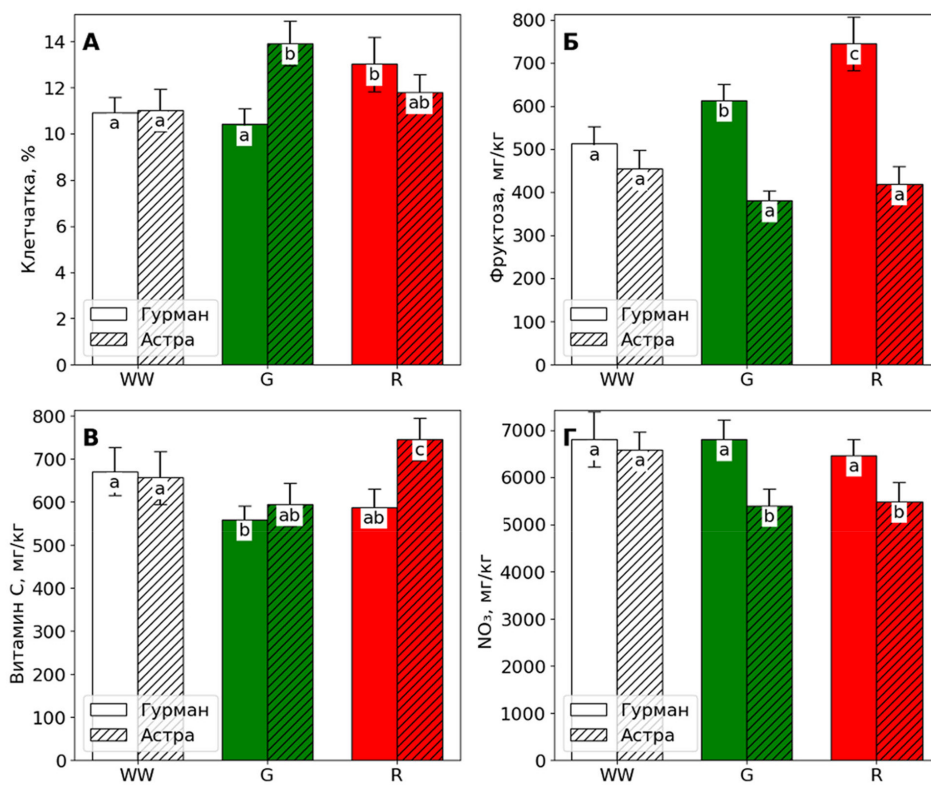 А
Клетчатка, %
14
12
10
8
6
4
2
0
a
a
a
b
b
ab
Гурман
Астра
WW
G
R
Б
Фруктоза, мг/кг
800
700
600
500
400
300
200
100
0
a
a
b
a
c
a
Гурман
Астра
WW
G
R
В
Витамин С, мг/кг
800
700
600
500
400
300
200
100
0
a
a
b
ab
ab
c
Гурман
Астра
WW
G
R
Г
NO₃, мг/кг
7000
6000
5000
4000
3000
2000
1000
0
a
a
a
b
a
b
Гурман
Астра
WW
G
R